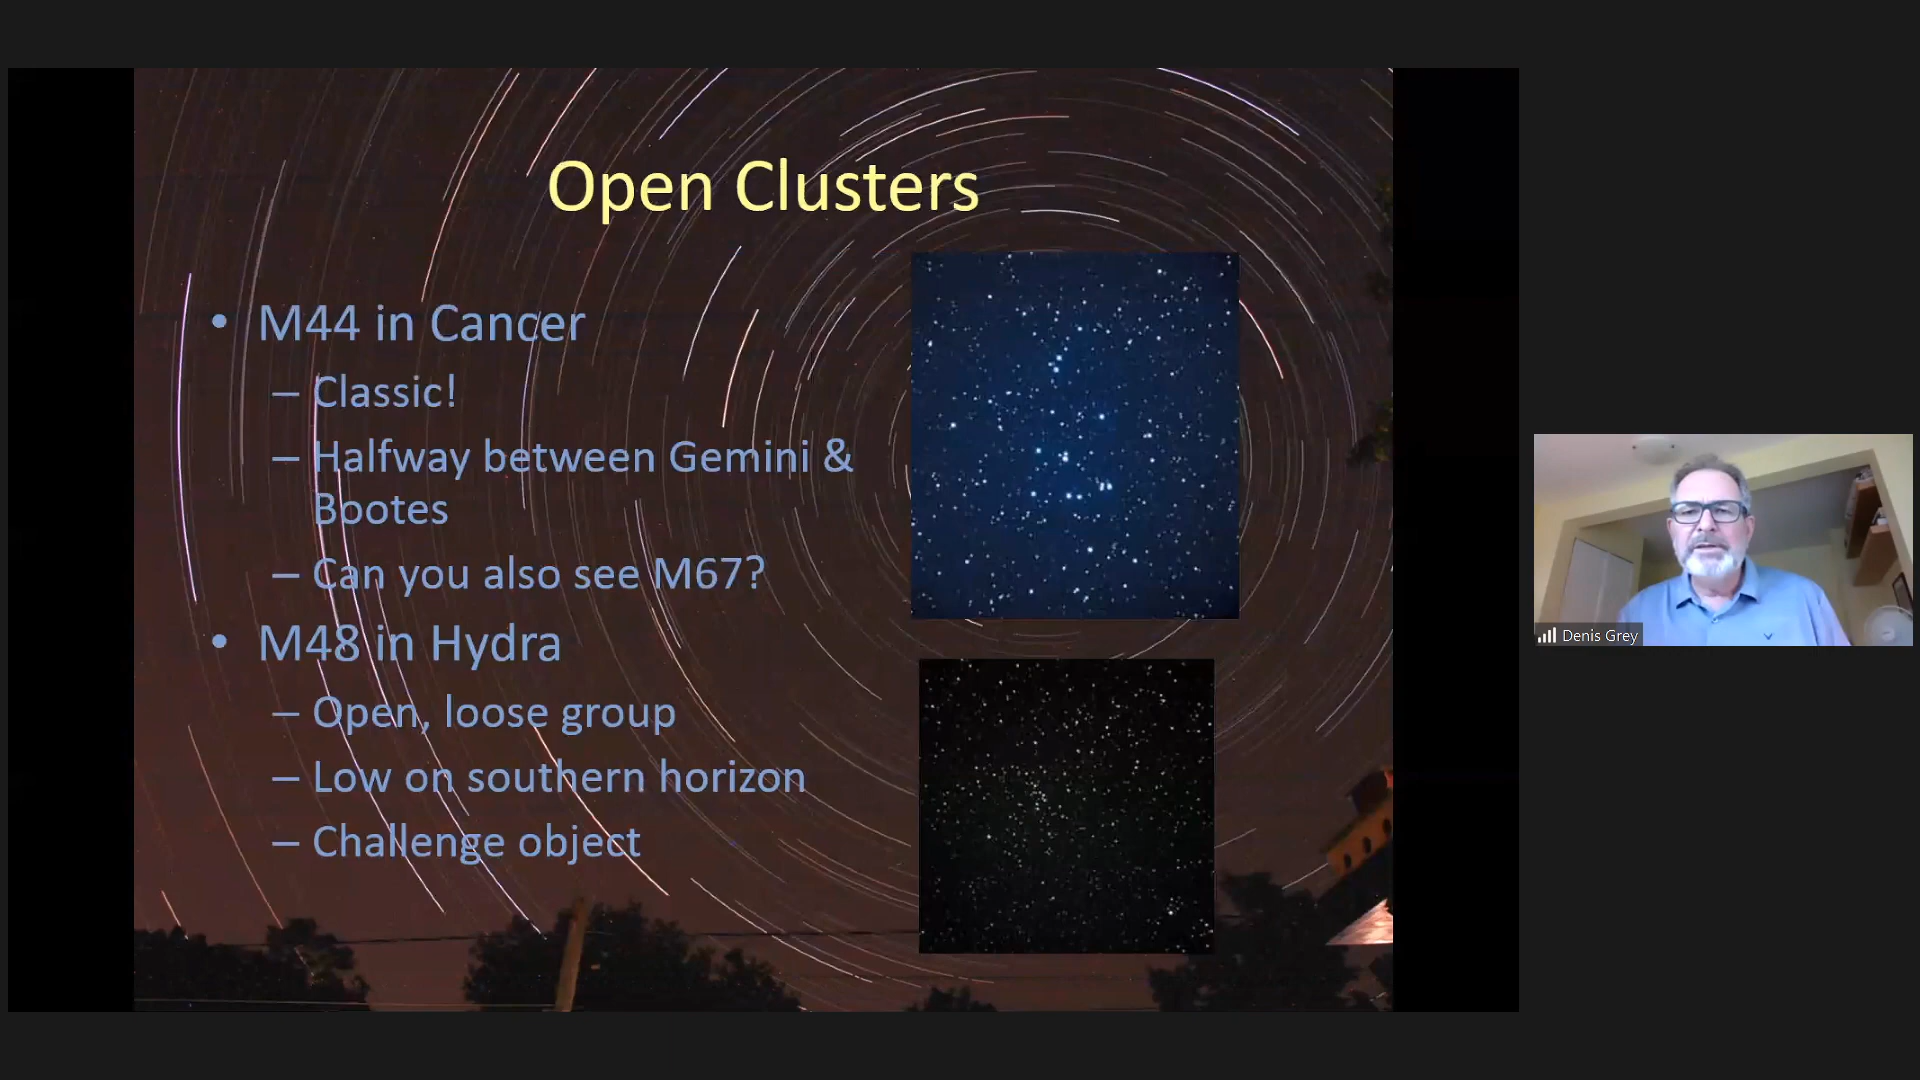 Open Clusters
• M44 in Cancer
– Classic!
– Halfway between Gemini &
Bootes
– Can you also see M67?
• M48 in Hydra
– Open, loose group
– Low on southern horizon
– Challenge object
Denis Grey